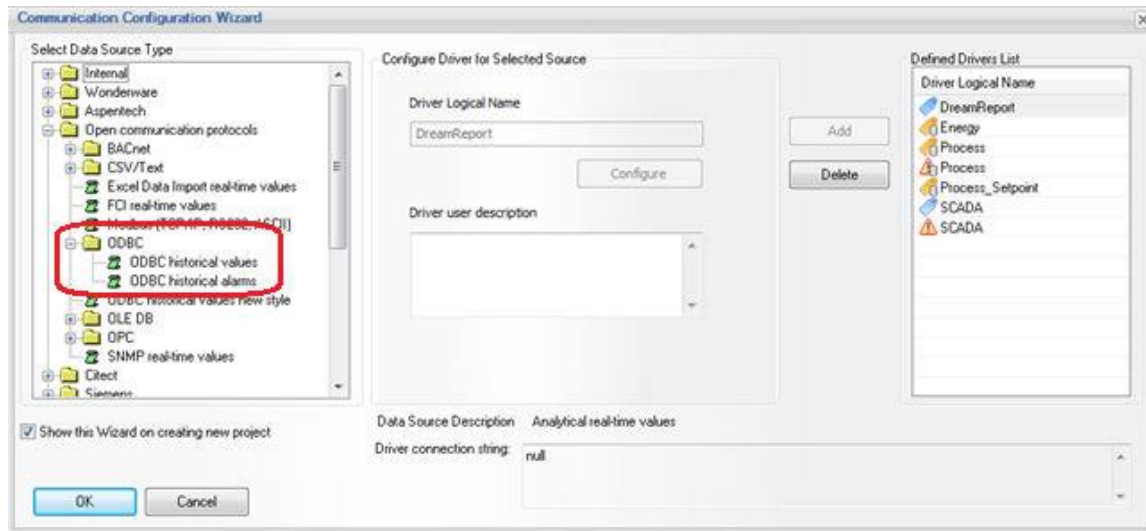 Communication Configuration Wizard
Select Data Source Type
Internal
Wonderware
Aspentech
Open communication protocols
BACnet
CSV/Text
Excel Data Import real-time values
FCI real-time values
Modbus (TCP/IP, RS232, ASCII)
ODBC
ODBC historical values
ODBC historical alarms
ODBC historical values new style
OLE DB
OPC
SNMP real-time values
Citect
Siemens
Show this Wizard on creating new project
OK
Cancel
Configure Driver for Selected Source
Driver Logical Name
DreamReport
Configure
Driver user description
Add
Delete
Data Source Description Analytical real-time values
Driver connection string: null
Defined Drivers List
Driver Logical Name
DreamReport
Energy
Process
Process
Process_Setpoint
SCADA
SCADA